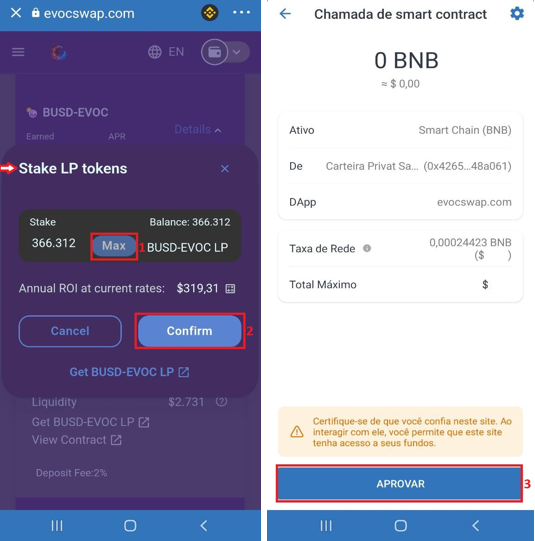 evocswap.com
EN
BUSD-EVOC
Earned
APR
Details
Stake LP tokens
Stake
Balance: 366.312
366.312
Max
1
BUSD-EVOC LP
Annual ROI at current rates:
$319,31
Cancel
Confirm
2
Get BUSD-EVOC LP
Liquidity
$2.731
Get BUSD-EVOC LP
View Contract
Deposit Fee:2%
Chamada de smart contract
0 BNB
≈ $ 0,00
Ativo
Smart Chain (BNB)
De
Carteira Privat Sa... (0x4265...48a061)
DApp
evocswap.com
Taxa de Rede
0,00024423 BNB
($ )
Total Máximo
$
Certifique-se de que você confia neste site. Ao
interagir com ele, você permite que este site
tenha acesso a seus fundos.
APROVAR
3